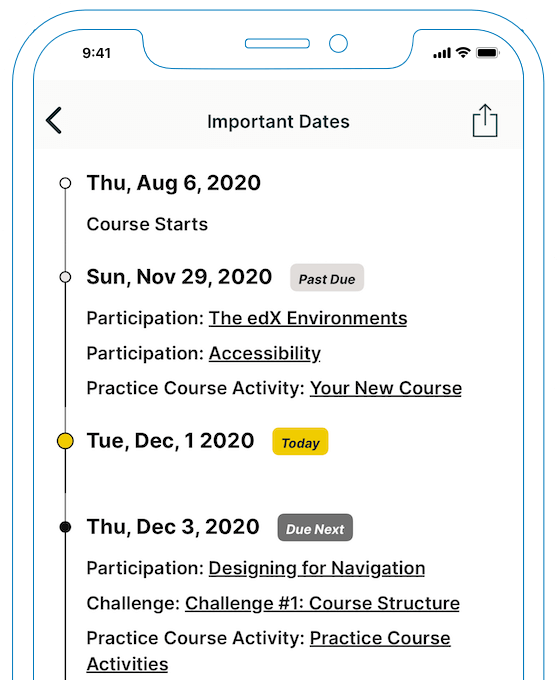 9:41
Important Dates
Thu, Aug 6, 2020
Course Starts
Sun, Nov 29, 2020 Past Due
Participation: The edX Environments
Participation: Accessibility
Practice Course Activity: Your New Course
Tue, Dec, 1 2020 Today
Thu, Dec 3, 2020 Due Next
Participation: Designing for Navigation
Challenge: Challenge #1: Course Structure
Practice Course Activity: Practice Course
Activities